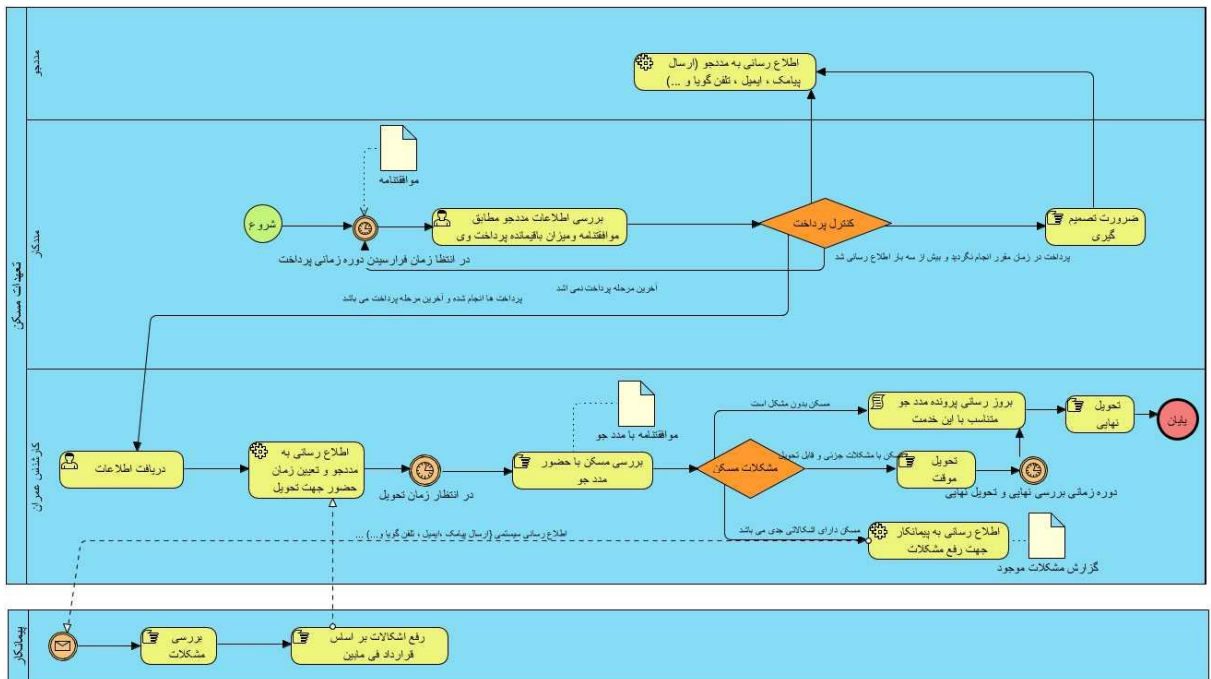 تعهدات مسکن
مددجو
اطلاع رسانی به مددجو (ارسال
پیامک ، ایمیل ، تلفن گویا و ...)
مددکار
موافقتنامه
شروع
در انتظا زمان فرارسیدن دوره زمانی پرداخت
بررسی اطلاعات مددجو مطابق
موافقتنامه ومیزان باقیمانده پرداخت وی
کنترل پرداخت
ضرورت تصمیم
گیری
پرداخت در زمان مقرر انجام نگردید و بیش از سه بار اطلاع رسانی شد
آخرین مرحله پرداخت نمی اشد
پرداخت ها انجام شده و آخرین مرحله پرداخت می باشد
کارشناس عمران
دریافت اطلاعات
اطلاع رسانی به
مددجو و تعیین زمان
حضور جهت تحویل
در انتظار زمان تحویل
موافقتنامه با مدد جو
بررسی مسکن با حضور
مدد جو
مشکلات مسکن
مسکن بدون مشکل است
بروز رسانی پرونده مدد جو
متناسب با این خدمت
تحویل
نهایی
پایان
مسکن با مشکلات جزئی و قابل تحویل
تحویل
موقت
دوره زمانی بررسی نهایی و تحویل نهایی
مسکن دارای اشکالاتی جدی می باشد
اطلاع رسانی به پیمانکار
جهت رفع مشکلات
گزارش مشکلات موجود
اطلاع رسانی سیستمی (ارسال پیامک ،ایمیل ، تلفن گویا و...) ...
پیمانکار
بررسی
مشکلات
رفع اشکالات بر اساس
قرارداد فی مابین